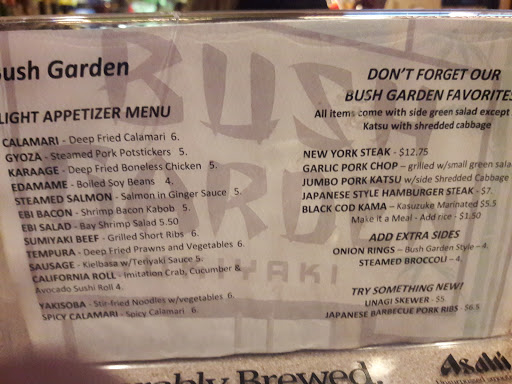 Bush Garden
LIGHT APPETIZER MENU
CALAMARI - Deep Fried Calamari 6.
GYOZA - Steamed Pork Potstickers 5.
KARAAGE - Deep Fried Boneless Chicken 5.
EDAMAME - Boiled Soy Beans 4.
STEAMED SALMON - Salmon in Ginger Sauce 5.
EBI BACON - Shrimp Bacon Kabob 5.
EBI SALAD - Bay Shrimp Salad 5.50
SUMIYAKI BEEF - Grilled Short Ribs 6.
TEMPURA - Deep Fried Prawns and Vegetables 6.
SAUSAGE - Kielbasa w/Teriyaki Sauce 5.
CALIFORNIA ROLL - Imitation Crab, Cucumber &
Avocado Sushi Roll 4.
YAKISOBA - Stir-fried Noodles w/vegetables 6.
SPICY CALAMARI - Spicy Calamari 6.
DON'T FORGET OUR
BUSH GARDEN FAVORITES
All items come with side green salad except
Katsu with shredded cabbage
NEW YORK STEAK - $12.75
GARLIC PORK CHOP – grilled w/small green sala
JUMBO PORK KATSU w/side Shredded Cabbage
JAPANESE STYLE HAMBURGER STEAK - $7.
BLACK COD KAMA – Kasuzuke Marinated $5.5
Make it a Meal - Add rice - $1.50
ADD EXTRA SIDES
ONION RINGS – Bush Garden Style – 4.
STEAMED BROCCOLI – 4.
TRY SOMETHING NEW!
UNAGI SKEWER - $5
JAPANESE BARBECUE PORK RIBS - $6.5
BUSH
GARDEN
SUKIYAKI
Brewed.
Asahi